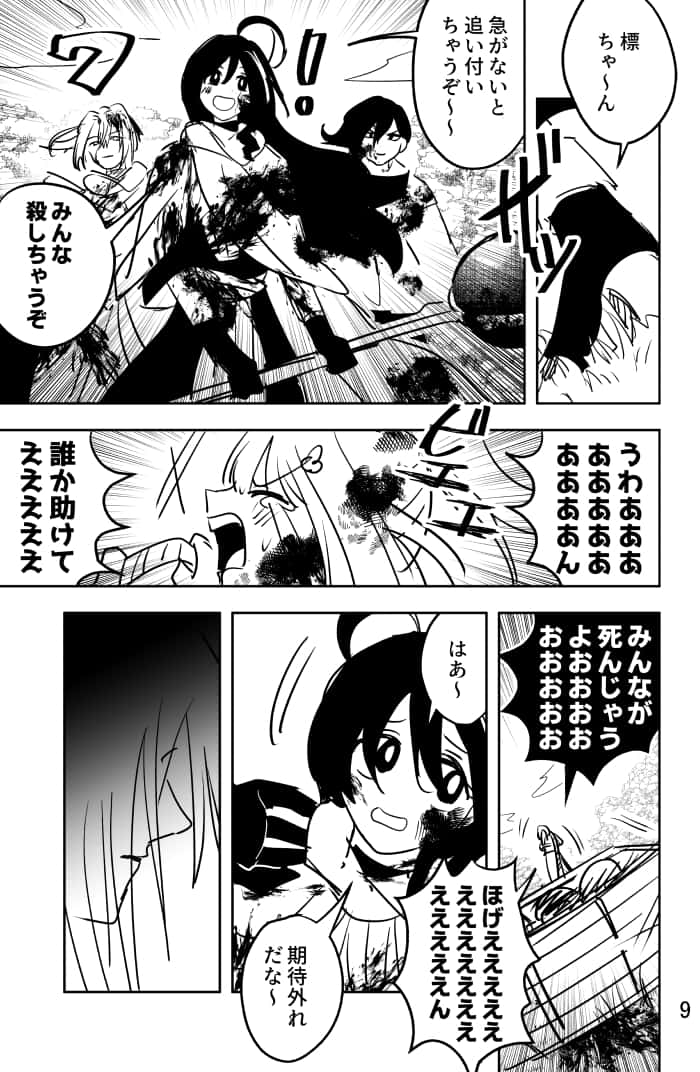 標
ちゃ〜ん
ザッ
急がないと
追い付い
ちゃうぞ〜〜
ワ!
みんな
殺しちゃうぞ
うわあああ
ああああああ
あああああん
ビエエ
誰か助けて
えええええ
みんなが
死んじゃう
よおおおお
おおおおお
ほげええええ
ええええええ
えええええん
はあ〜
期待外れ
だな〜
9